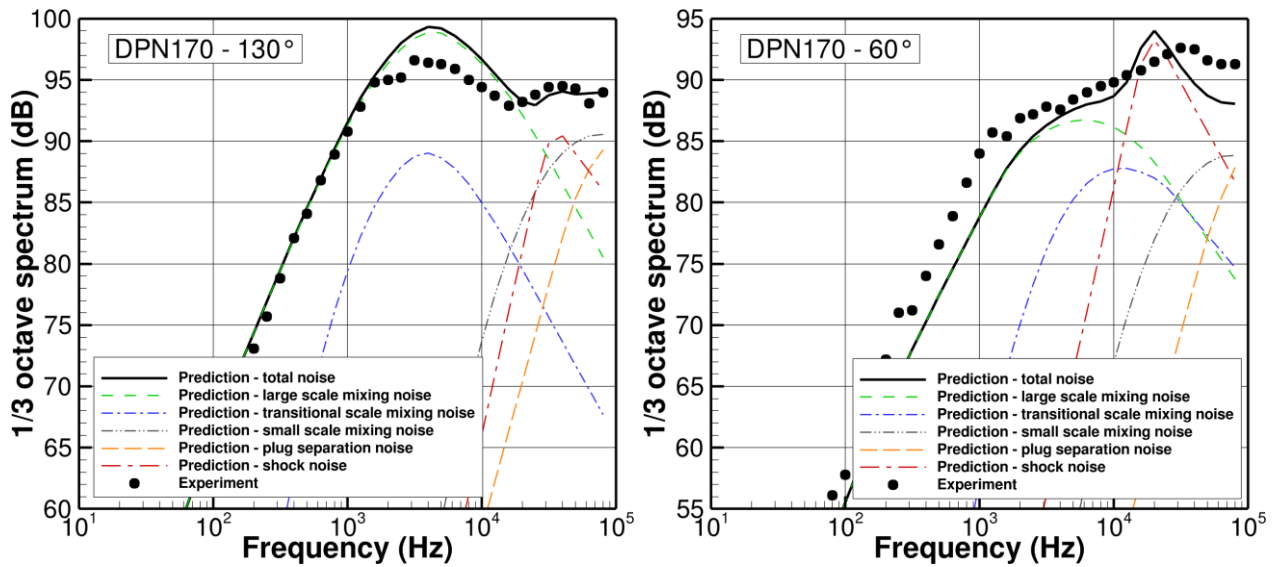 DPN170 - 130°
1/3 octave spectrum (dB)
100
95
90
85
80
75
70
65
60
Prediction - total noise
Prediction - large scale mixing noise
Prediction - transitional scale mixing noise
Prediction - small scale mixing noise
Prediction - plug separation noise
Prediction - shock noise
Experiment
10¹ 10² 10³ 10⁴ 10⁵
Frequency (Hz)
DPN170 - 60°
1/3 octave spectrum (dB)
95
90
85
80
75
70
65
60
55
Prediction - total noise
Prediction - large scale mixing noise
Prediction - transitional scale mixing noise
Prediction - small scale mixing noise
Prediction - plug separation noise
Prediction - shock noise
Experiment
10¹ 10² 10³ 10⁴ 10⁵
Frequency (Hz)